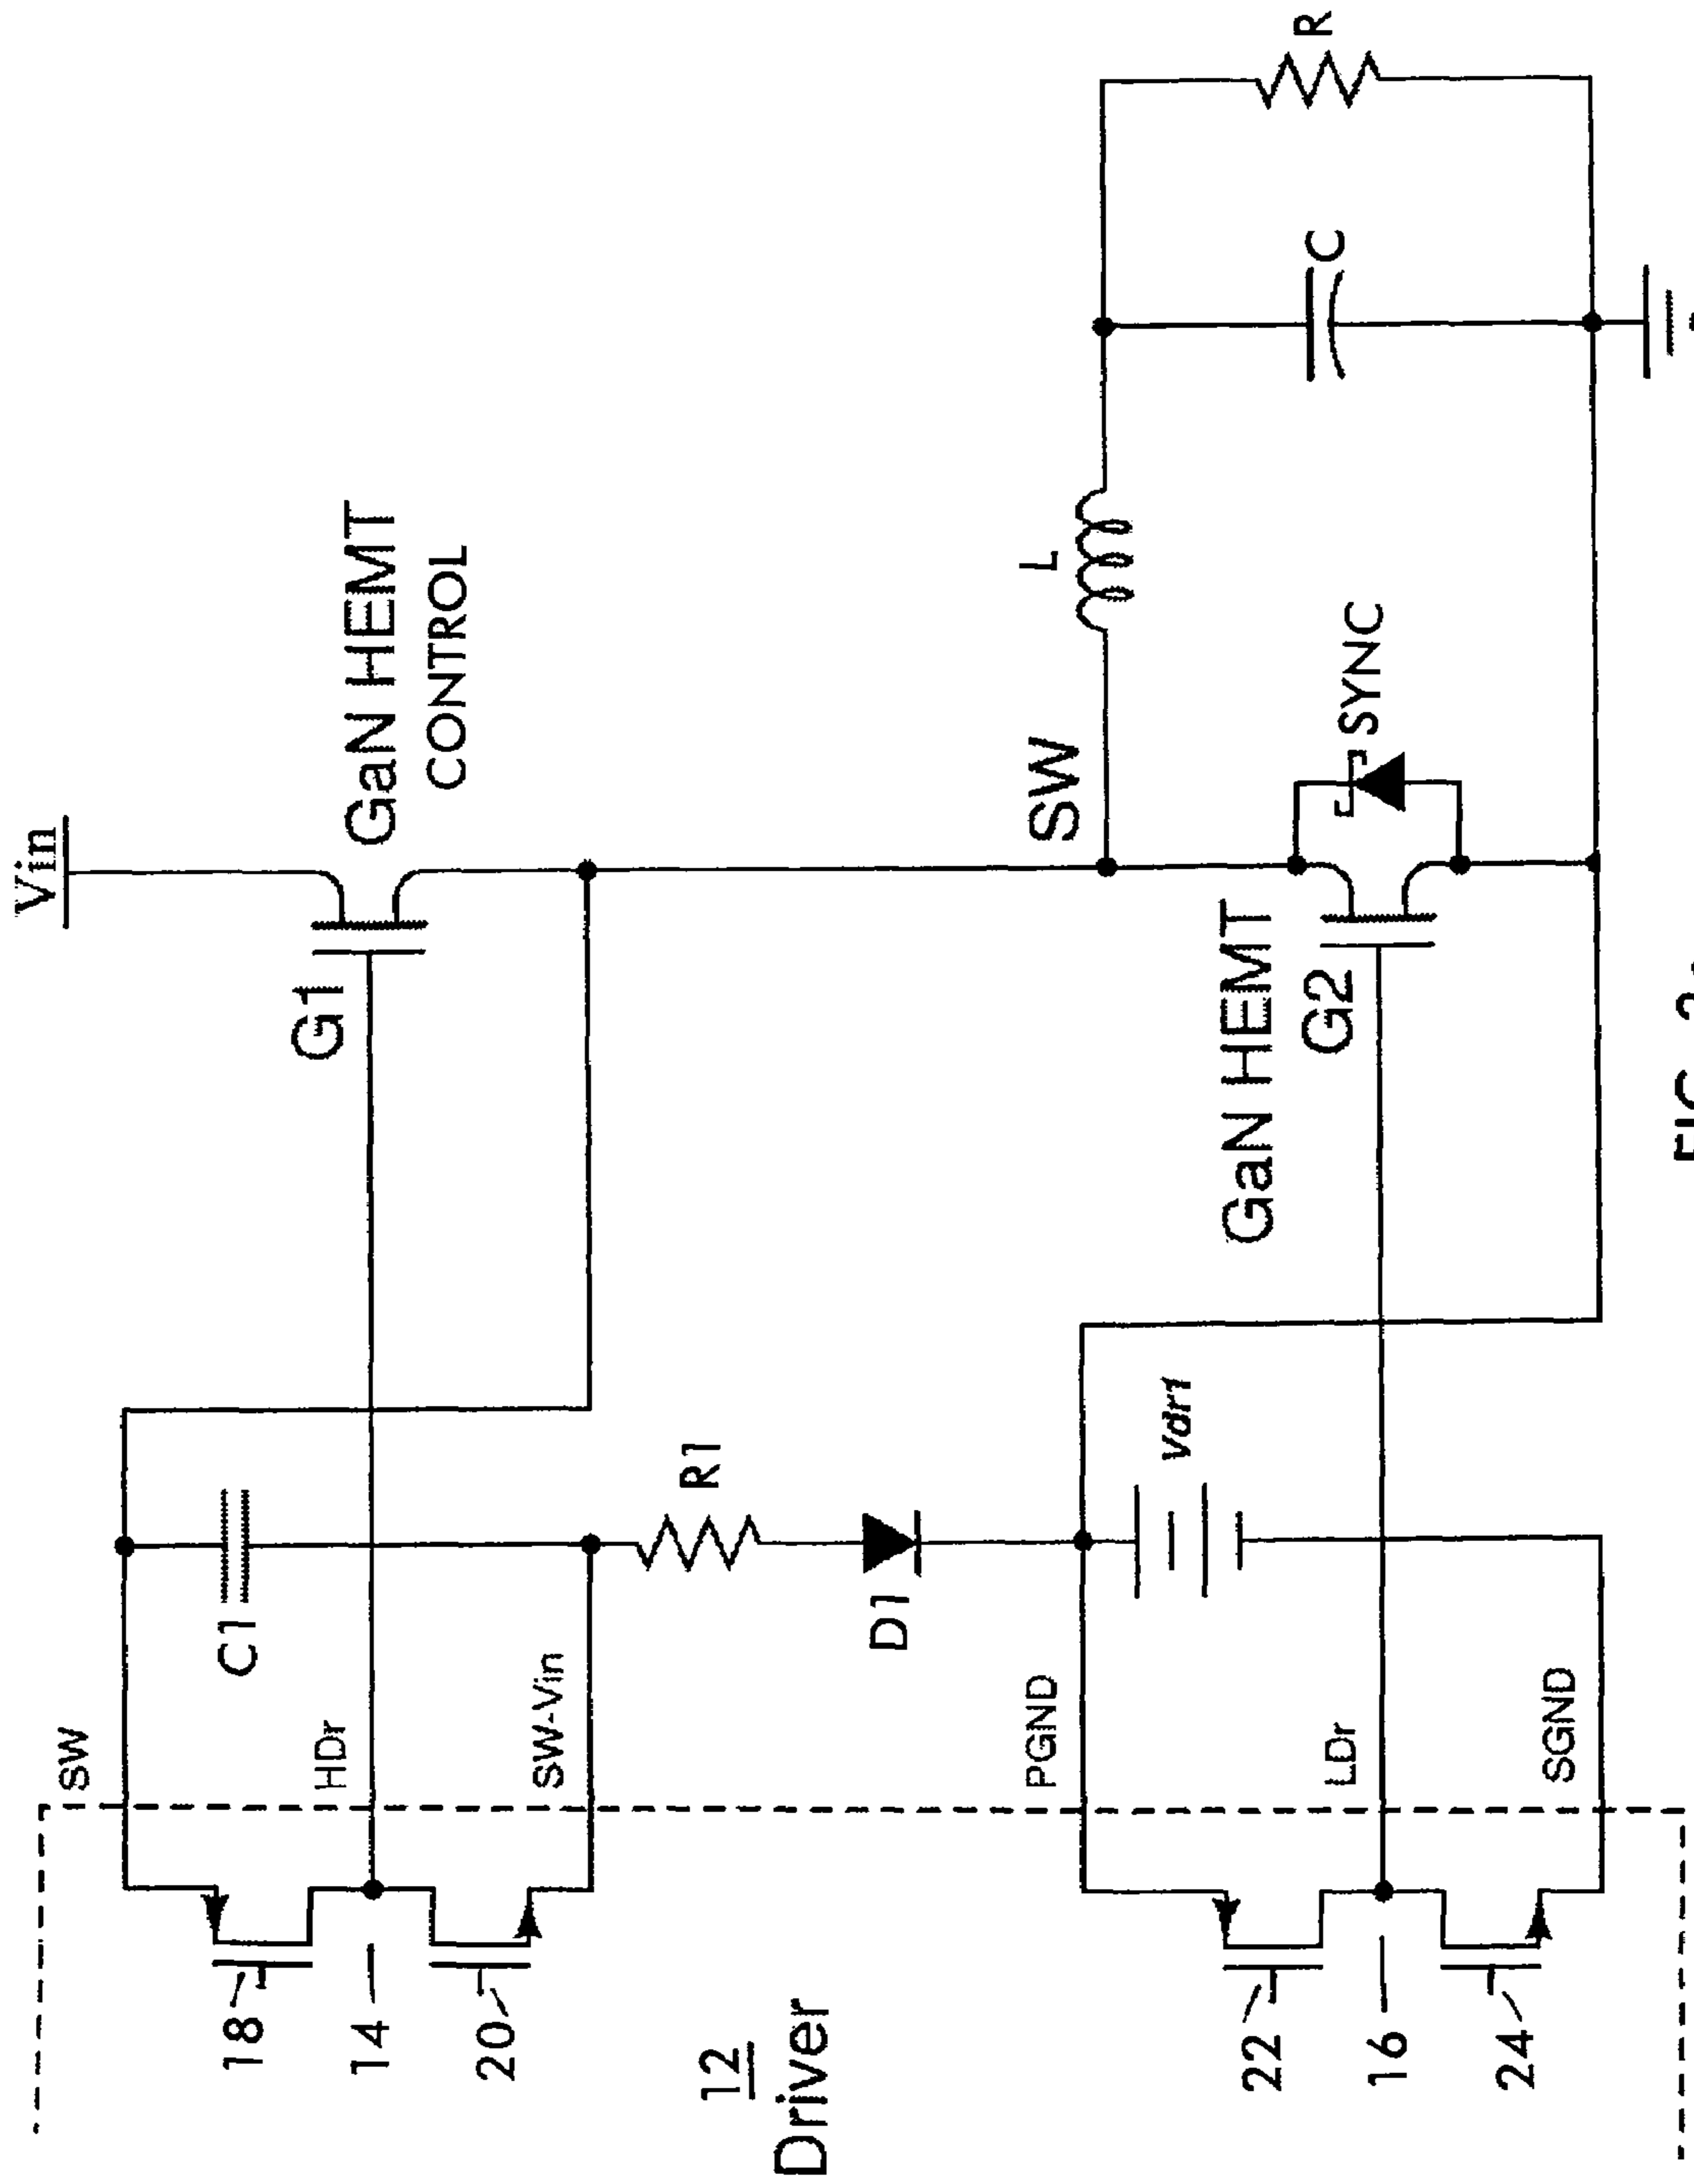 Vin
GaN HEMT
CONTROL
G1
SW
C1
HDr
SW-Vin
R1
D1
18
14
20
12
Driver
SW
L
R
C
SYNC
GaN HEMT
G2
PGND
Vdr1
LDr
SGND
22
16
24